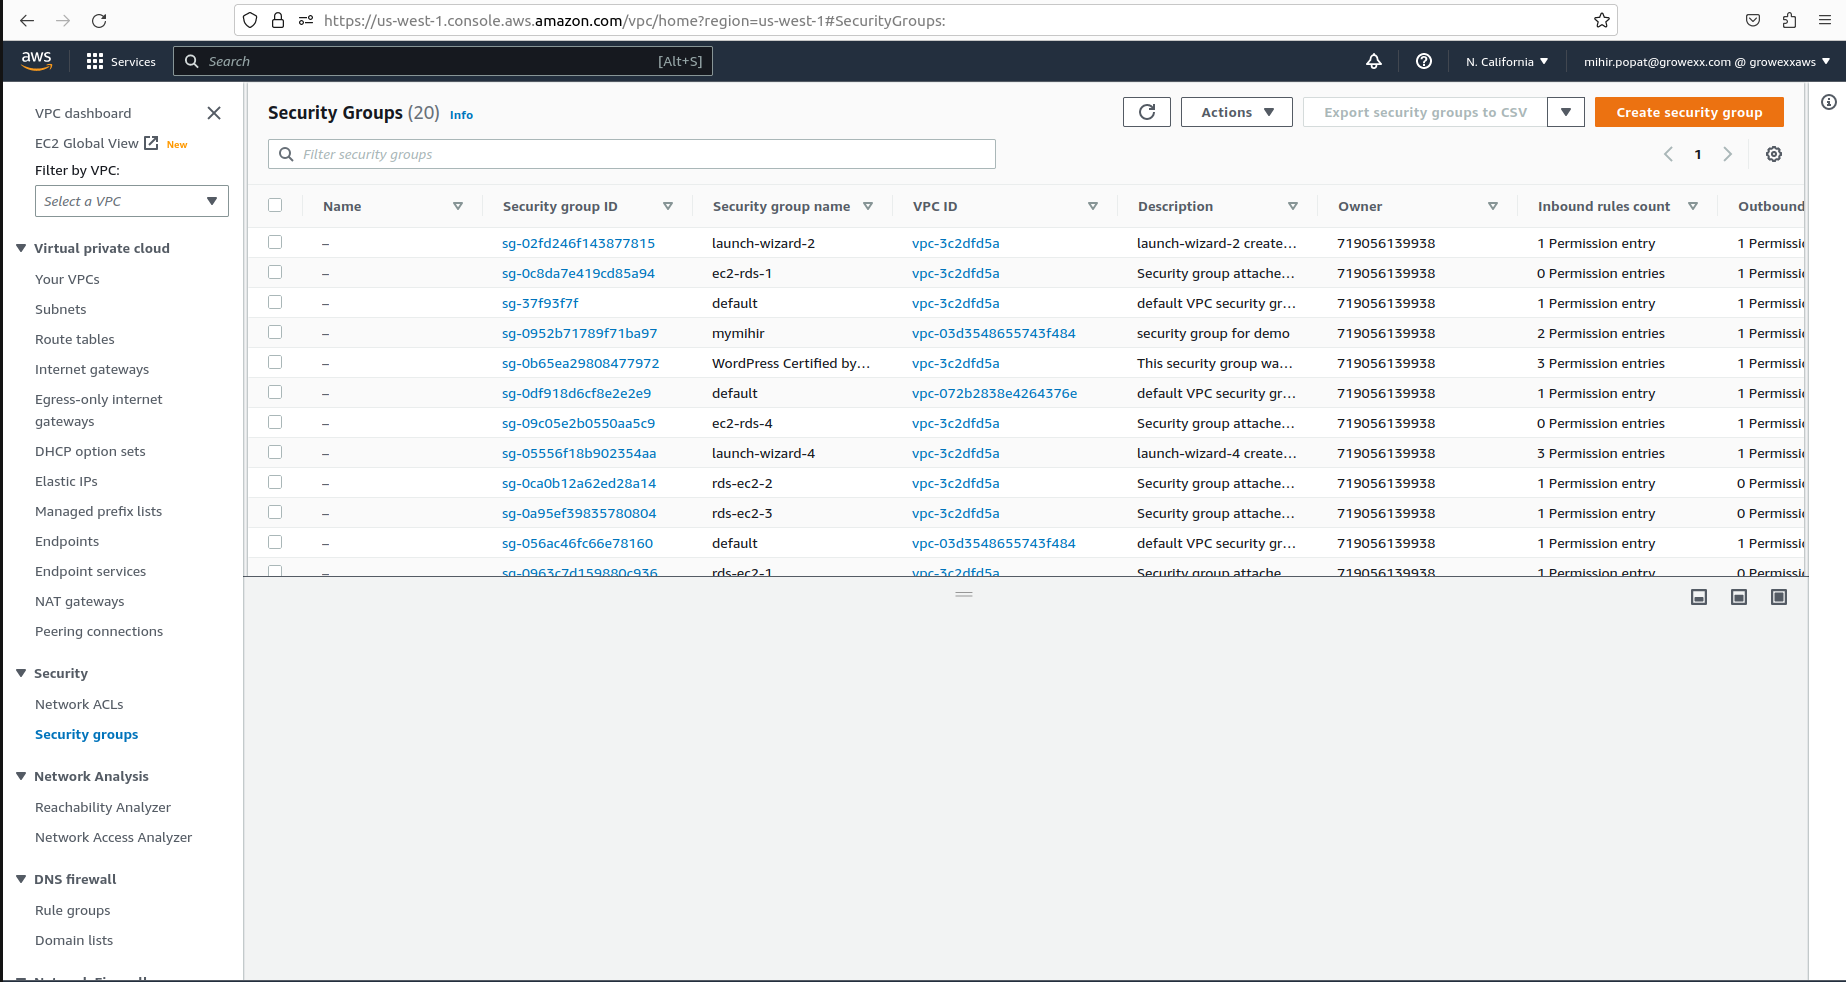 https://us-west-1.console.aws.amazon.com/vpc/home?region=us-west-1#SecurityGroups:
aws Services Search [Alt+S] N. California mihir.popat@growexx.com @ growexxaws
VPC dashboard
EC2 Global View New
Filter by VPC:
Select a VPC
Virtual private cloud
Your VPCs
Subnets
Route tables
Internet gateways
Egress-only internet
gateways
DHCP option sets
Elastic IPs
Managed prefix lists
Endpoints
Endpoint services
NAT gateways
Peering connections
Security
Network ACLs
Security groups
Network Analysis
Reachability Analyzer
Network Access Analyzer
DNS firewall
Rule groups
Domain lists
Security Groups (20) Info Actions Export security groups to CSV Create security group
Filter security groups 1
Name Security group ID Security group name VPC ID Description Owner Inbound rules count Outbound
– sg-02fd246f143877815 launch-wizard-2 vpc-3c2dfd5a launch-wizard-2 create... 719056139938 1 Permission entry 1 Permissi
– sg-0c8da7e419cd85a94 ec2-rds-1 vpc-3c2dfd5a Security group attache... 719056139938 0 Permission entries 1 Permissi
– sg-37f93f7f default vpc-3c2dfd5a default VPC security gr... 719056139938 1 Permission entry 1 Permissi
– sg-0952b71789f71ba97 mymihir vpc-03d3548655743f484 security group for demo 719056139938 2 Permission entries 1 Permissi
– sg-0b65ea29808477972 WordPress Certified by... vpc-3c2dfd5a This security group wa... 719056139938 3 Permission entries 1 Permissi
– sg-0df918d6cf8e2e2e9 default vpc-072b2838e4264376e default VPC security gr... 719056139938 1 Permission entry 1 Permissi
– sg-09c05e2b0550aa5c9 ec2-rds-4 vpc-3c2dfd5a Security group attache... 719056139938 0 Permission entries 1 Permissi
– sg-05556f18b902354aa launch-wizard-4 vpc-3c2dfd5a launch-wizard-4 create... 719056139938 3 Permission entries 1 Permissi
– sg-0ca0b12a62ed28a14 rds-ec2-2 vpc-3c2dfd5a Security group attache... 719056139938 1 Permission entry 0 Permissi
– sg-0a95ef39835780804 rds-ec2-3 vpc-3c2dfd5a Security group attache... 719056139938 1 Permission entry 0 Permissi
– sg-056ac46fc66e78160 default vpc-03d3548655743f484 default VPC security gr... 719056139938 1 Permission entry 1 Permissi
– sg-0963c7d159880c936 rds-ec2-1 vpc-3c2dfd5a Security group attache 719056139938 1 Permission entry 0 Permissi